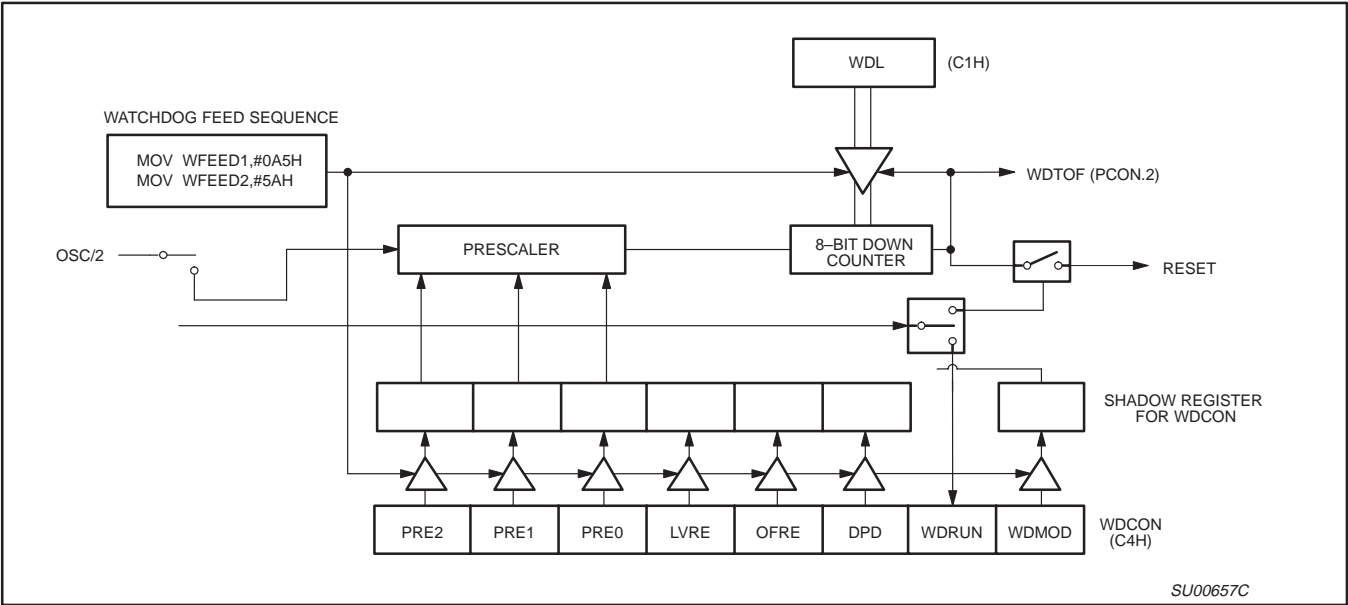 WDL
(C1H)
WATCHDOG FEED SEQUENCE
MOV WFEED1,#0A5H
MOV WFEED2,#5AH
WDTOF (PCON.2)
OSC/2
PRESCALER
8–BIT DOWN
COUNTER
RESET
SHADOW REGISTER
FOR WDCON
PRE2
PRE1
PRE0
LVRE
OFRE
DPD
WDRUN
WDMOD
WDCON
(C4H)
SU00657C